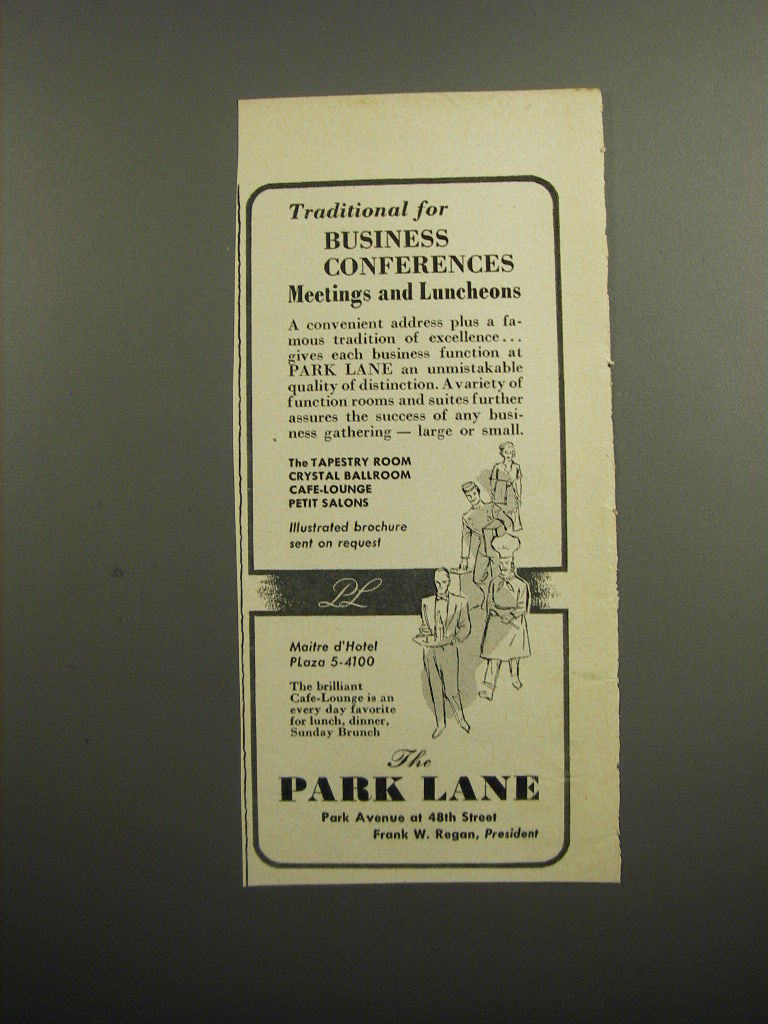 Traditional for
BUSINESS
CONFERENCES
Meetings and Luncheons
A convenient address plus a fa-
mous tradition of excellence...
gives each business function at
PARK LANE an unmistakable
quality of distinction. A variety of
function rooms and suites further
assures the success of any busi-
ness gathering — large or small.
The TAPESTRY ROOM
CRYSTAL BALLROOM
CAFE-LOUNGE
PETIT SALONS
Illustrated brochure
sent on request
PL
Maitre d'Hotel
PLaza 5-4100
The brilliant
Cafe-Lounge is an
every day favorite
for lunch, dinner,
Sunday Brunch
The
PARK LANE
Park Avenue at 48th Street
Frank W. Regan, President